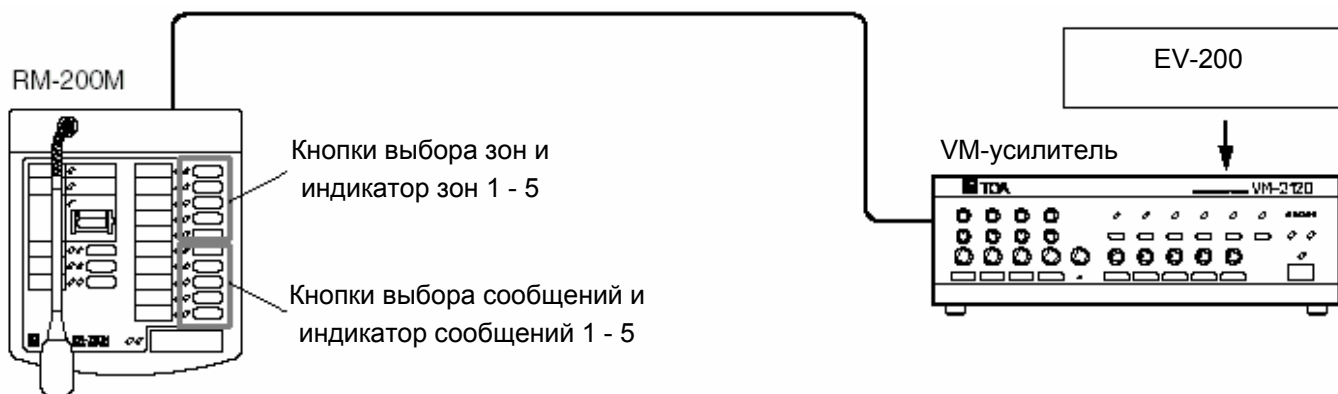 RM-200M
EV-200
Кнопки выбора зон и
индикатор зон 1 - 5
VM-усилитель
TOA
VM-2120
Кнопки выбора сообщений и
индикатор сообщений 1 - 5